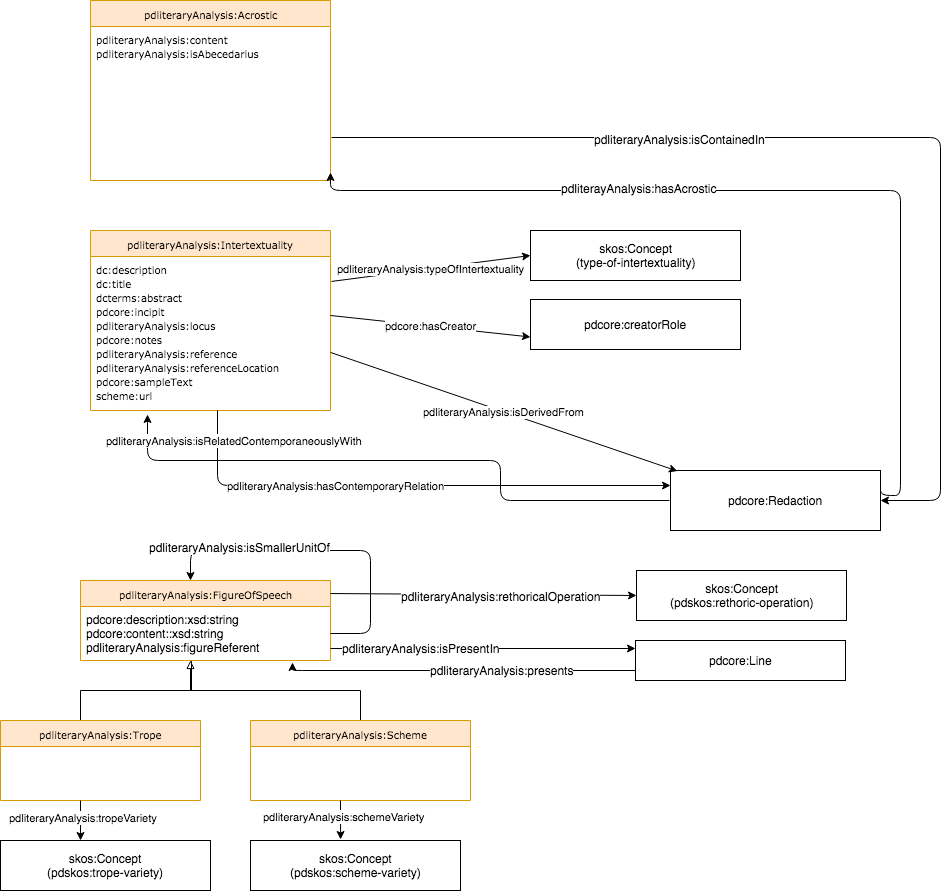 pdliteraryAnalysis:Acrostic
pdliteraryAnalysis:content
pdliteraryAnalysis:isAbecedarius
pdliteraryAnalysis:isContainedIn
pdliterayAnalysis:hasAcrostic
pdliteraryAnalysis:Intertextuality
dc:description
dc:title
dcterms:abstract
pdcore:incipit
pdliteraryAnalysis:locus
pdcore:notes
pdliteraryAnalysis:reference
pdliteraryAnalysis:referenceLocation
pdcore:sampleText
scheme:url
pdliteraryAnalysis:typeOfIntertextuality
skos:Concept
(type-of-intertextuality)
pdcore:hasCreator
pdcore:creatorRole
pdliteraryAnalysis:isDerivedFrom
pdliteraryAnalysis:isRelatedContemporaneouslyWith
pdliteraryAnalysis:hasContemporaryRelation
pdcore:Redaction
pdliteraryAnalysis:isSmallerUnitOf
pdliteraryAnalysis:FigureOfSpeech
pdcore:description:xsd:string
pdcore:content::xsd:string
pdliteraryAnalysis:figureReferent
pdliteraryAnalysis:rethoricalOperation
skos:Concept
(pdskos:rethoric-operation)
pdliteraryAnalysis:isPresentIn
pdliteraryAnalysis:presents
pdcore:Line
pdliteraryAnalysis:Trope
pdliteraryAnalysis:Scheme
pdliteraryAnalysis:tropeVariety
pdliteraryAnalysis:schemeVariety
skos:Concept
(pdskos:trope-variety)
skos:Concept
(pdskos:scheme-variety)